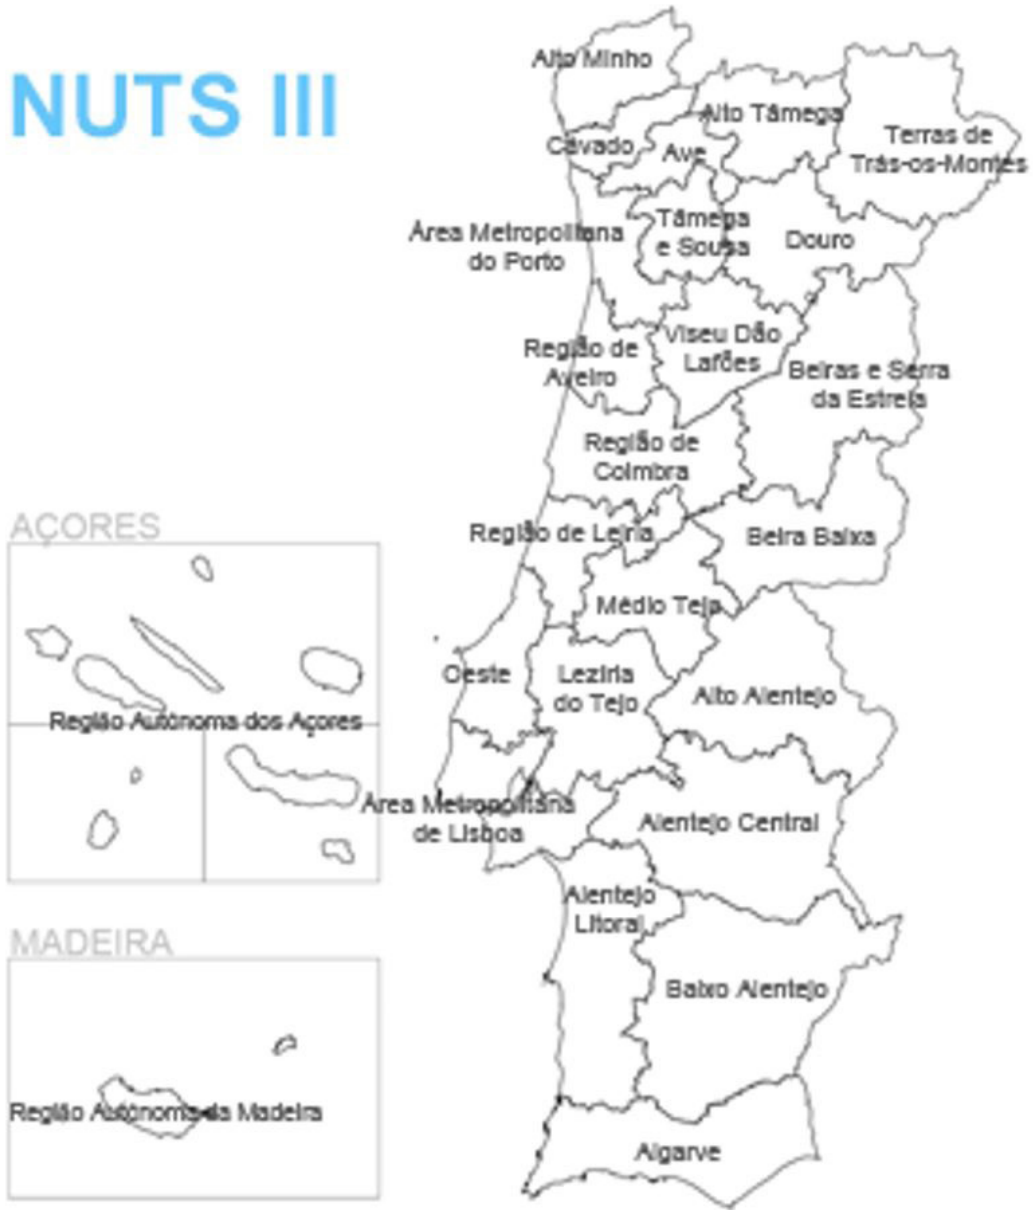 NUTS III
Alto Minho
Alto Tâmega
Terras de
Trás-os-Montes
Cávado
Ave
Área Metropolitana
do Porto
Tâmega
e Sousa
Douro
Região de
Aveiro
Viseu Dão
Lafões
Beiras e Serra
da Estrela
Região de
Coimbra
Região de Leiria
Beira Baixa
Médio Tejo
Oeste
Lezíria
do Tejo
Alto Alentejo
Área Metropolitana
de Lisboa
Alentejo Central
Alentejo
Litoral
Baixo Alentejo
Algarve
AÇORES
Região Autónoma dos Açores
MADEIRA
Região Autónoma da Madeira